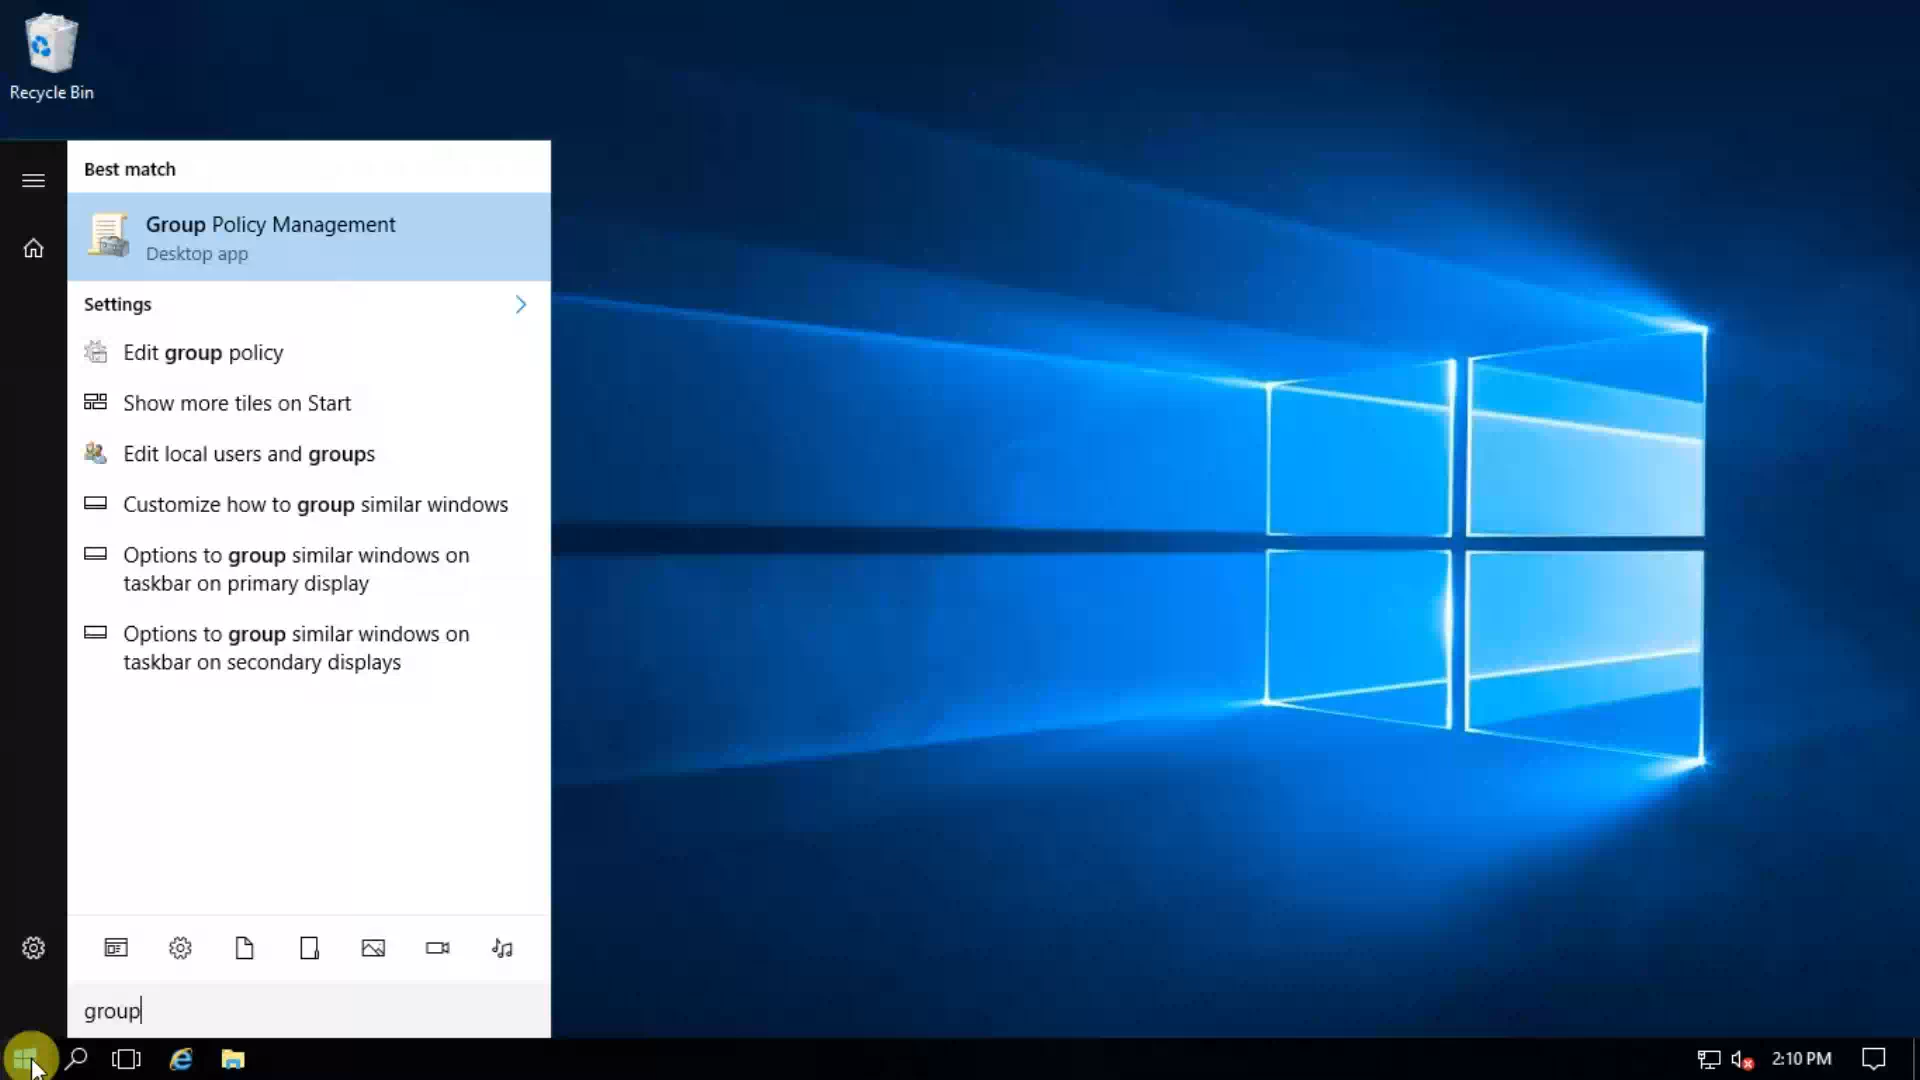 Recycle Bin
Best match
Group Policy Management
Desktop app
Settings
Edit group policy
Show more tiles on Start
Edit local users and groups
Customize how to group similar windows
Options to group similar windows on
taskbar on primary display
Options to group similar windows on
taskbar on secondary displays
group
2:10 PM